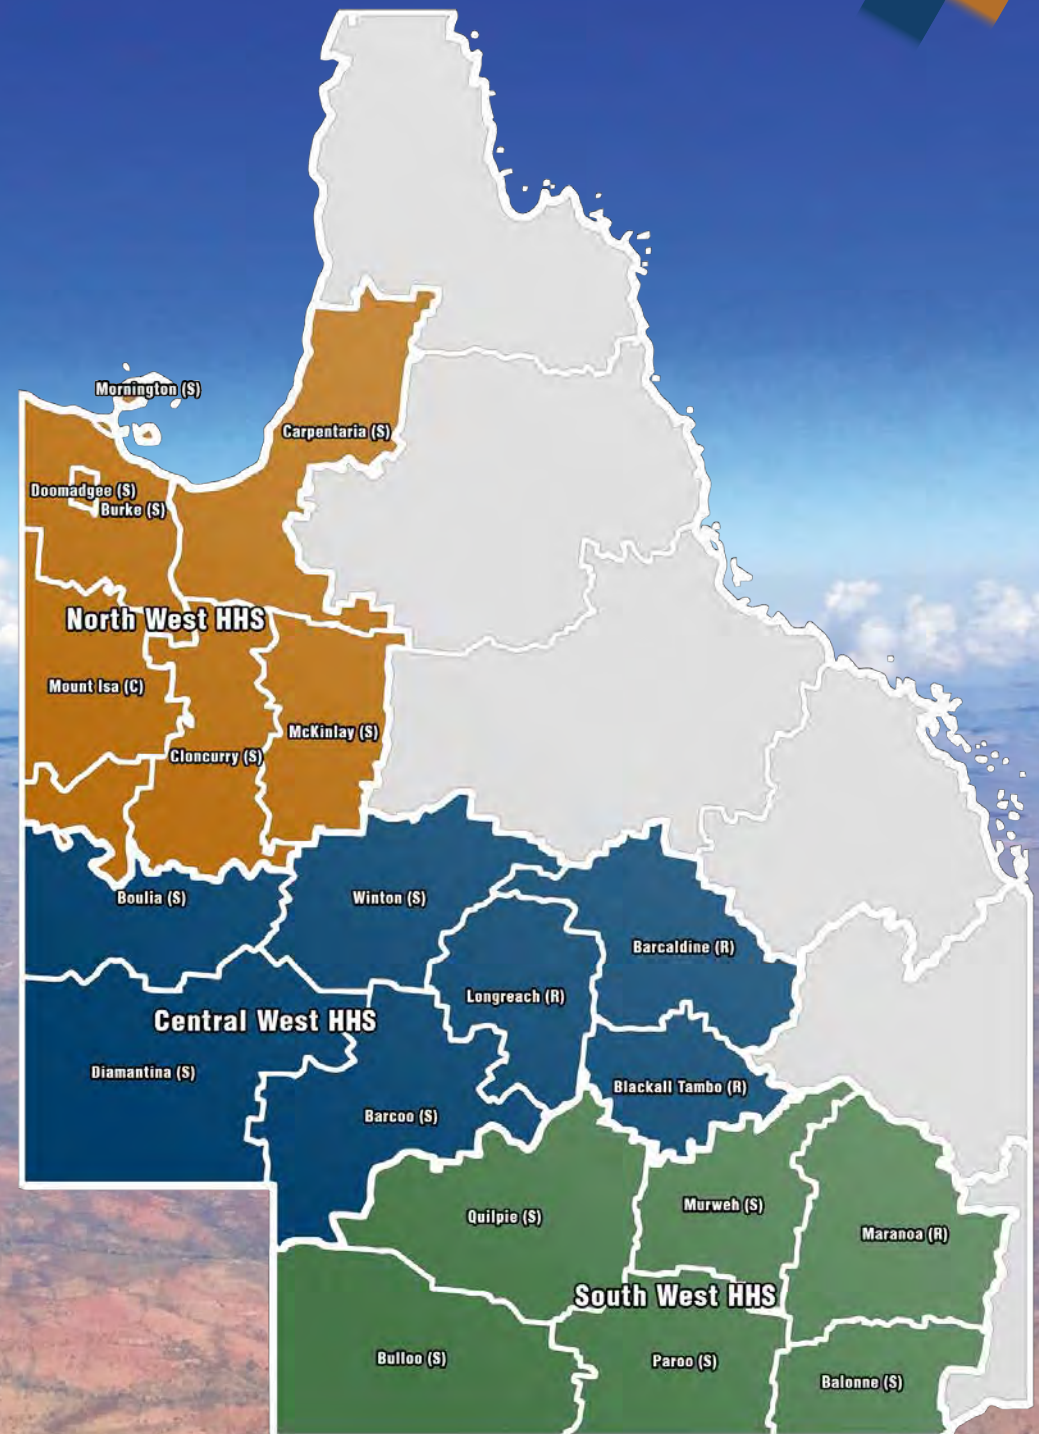 Mornington (S)
Carpentaria (S)
Doomadgee (S)
Burke (S)
North West HHS
Mount Isa (C)
McKinlay (S)
Cloncurry (S)
Boulia (S)
Winton (S)
Barcaldine (R)
Longreach (R)
Central West HHS
Diamantina (S)
Blackall Tambo (R)
Barcoo (S)
Murweh (S)
Quilpie (S)
Maranoa (R)
South West HHS
Bulloo (S)
Paroo (S)
Balonne (S)